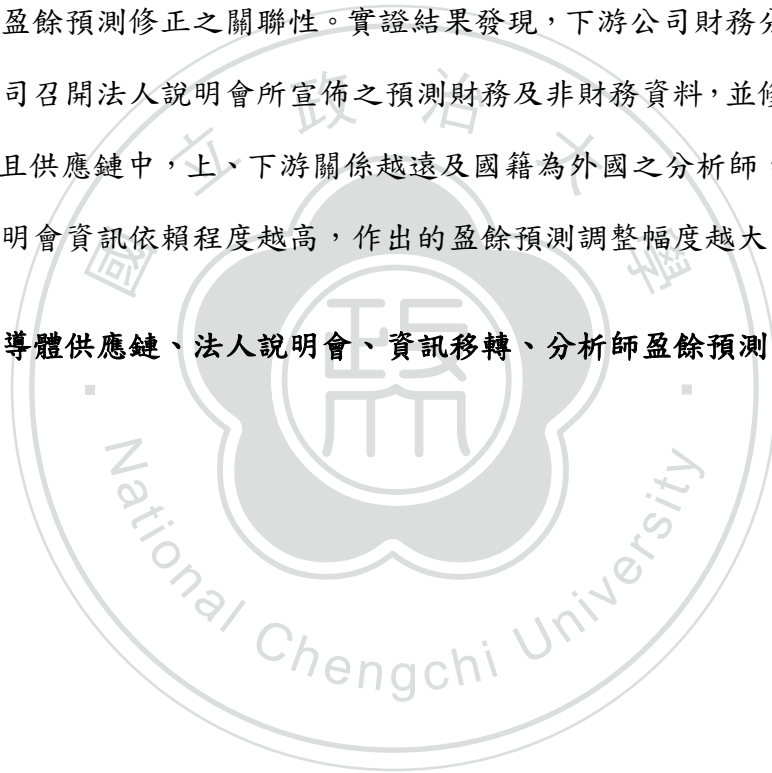 盈餘預測修正之關聯性。實證結果發現，下游公司財務分
司召開法人說明會所宣佈之預測財務及非財務資料，並修
且供應鏈中，上、下游關係越遠及國籍為外國之分析師，
明會資訊依賴程度越高，作出的盈餘預測調整幅度越大
導體供應鏈、法人說明會、資訊移轉、分析師盈餘預測
國立政治大學
National Chengchi University